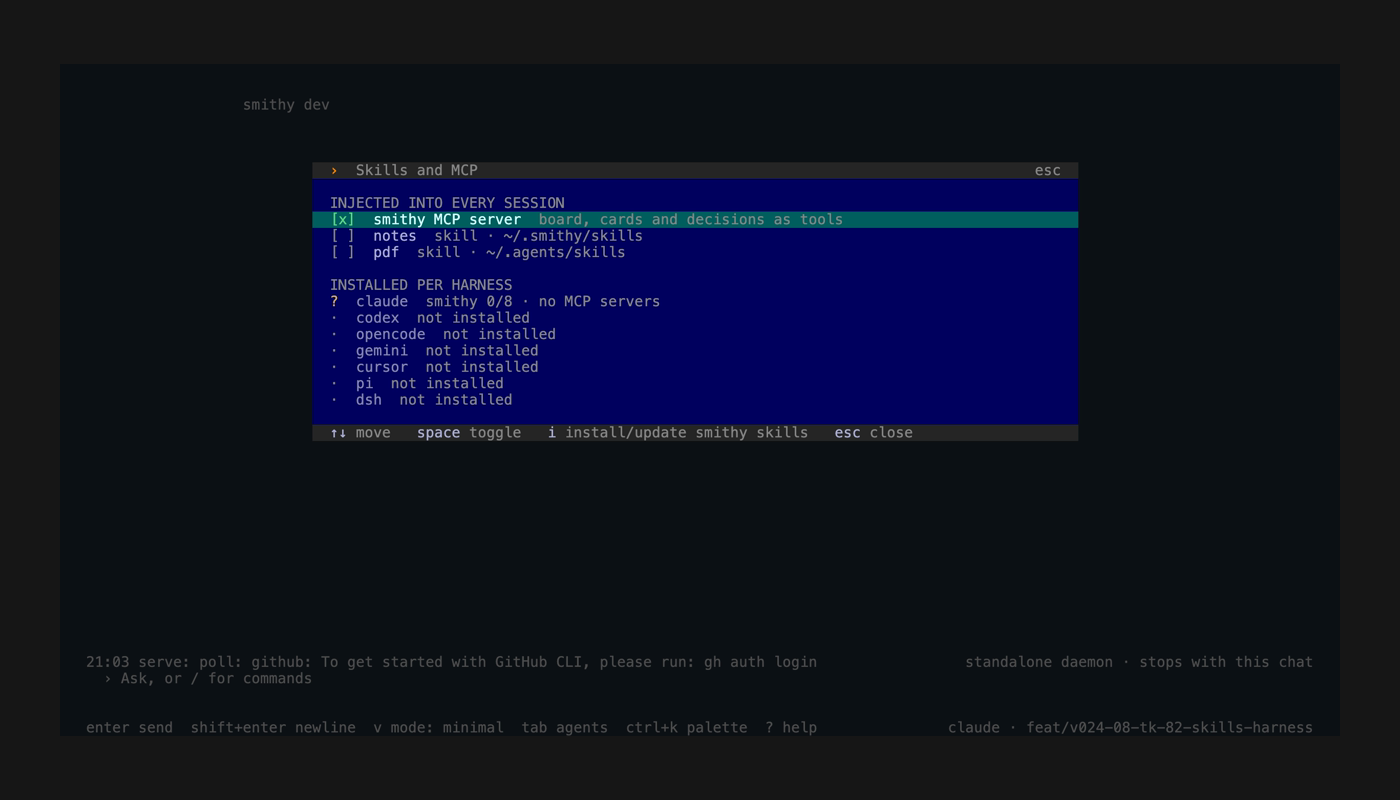 smithy dev
› Skills and MCP esc
INJECTED INTO EVERY SESSION
[x] smithy MCP server board, cards and decisions as tools
[ ] notes skill · ~/.smithy/skills
[ ] pdf skill · ~/.agents/skills
INSTALLED PER HARNESS
? claude smithy 0/8 · no MCP servers
· codex not installed
· opencode not installed
· gemini not installed
· cursor not installed
· pi not installed
· dsh not installed
↑↓ move space toggle i install/update smithy skills esc close
21:03 serve: poll: github: To get started with GitHub CLI, please run: gh auth login standalone daemon · stops with this chat
› Ask, or / for commands
enter send shift+enter newline v mode: minimal tab agents ctrl+k palette ? help claude · feat/v024-08-tk-82-skills-harness